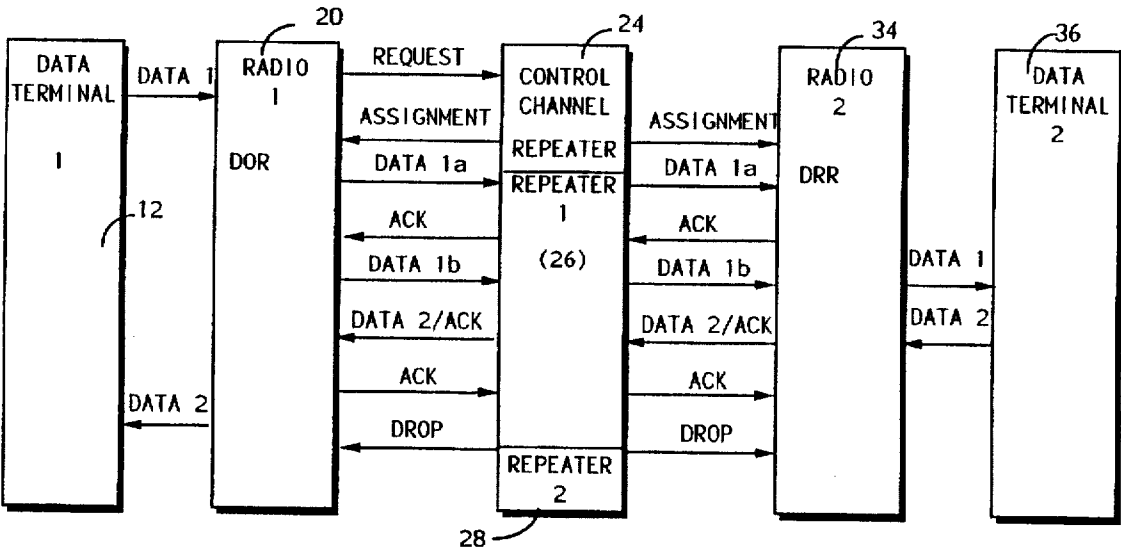 20
24
34
36
DATA
TERMINAL
1
12
DATA 1
RADIO
1
DOR
REQUEST
ASSIGNMENT
DATA 1a
ACK
DATA 1b
DATA 2/ACK
ACK
DROP
DATA 2
CONTROL
CHANNEL
REPEATER
REPEATER
1
(26)
REPEATER
2
28
ASSIGNMENT
DATA 1a
ACK
DATA 1b
DATA 2/ACK
ACK
DROP
RADIO
2
DRR
DATA 1
DATA 2
DATA
TERMINAL
2